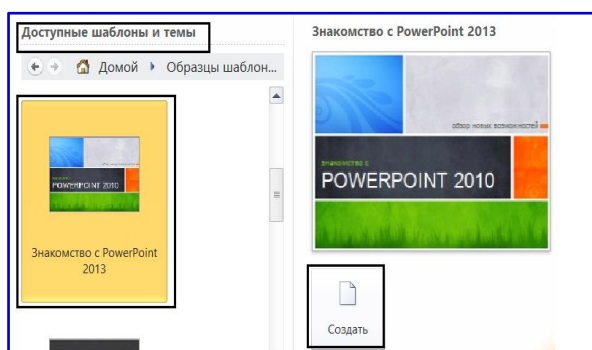 Доступные шаблоны и темы
Домой
Образцы шаблон...
POWERPOINT 2010
Знакомство с PowerPoint
2013
Знакомство с PowerPoint 2013
обзор новых возможностей
ЗНАКОМСТВО С
POWERPOINT 2010
Создать